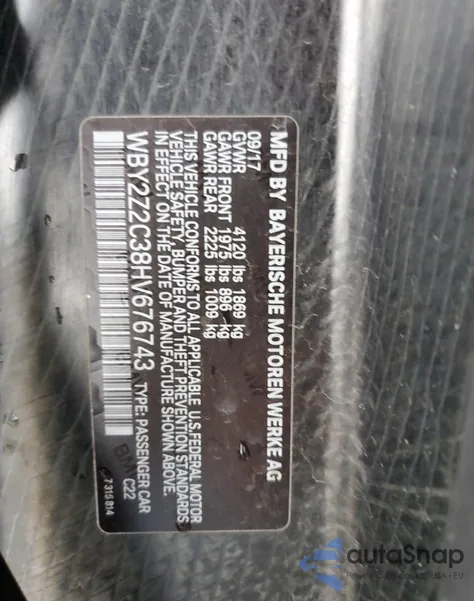 MFD BY BAYERISCHE MOTOREN WERKE AG
09/17
GVWR 4120 lbs 1869 kg
GAWR FRONT 1975 lbs 896 kg
GAWR REAR 2225 lbs 1009 kg
THIS VEHICLE CONFORMS TO ALL APPLICABLE U.S. FEDERAL MOTOR
VEHICLE SAFETY, BUMPER AND THEFT PREVENTION STANDARDS
IN EFFECT ON THE DATE OF MANUFACTURE SHOWN ABOVE.
WBY2Z2C38HV676743 TYPE: PASSENGER CAR
C22
7 315 814
autoSnap